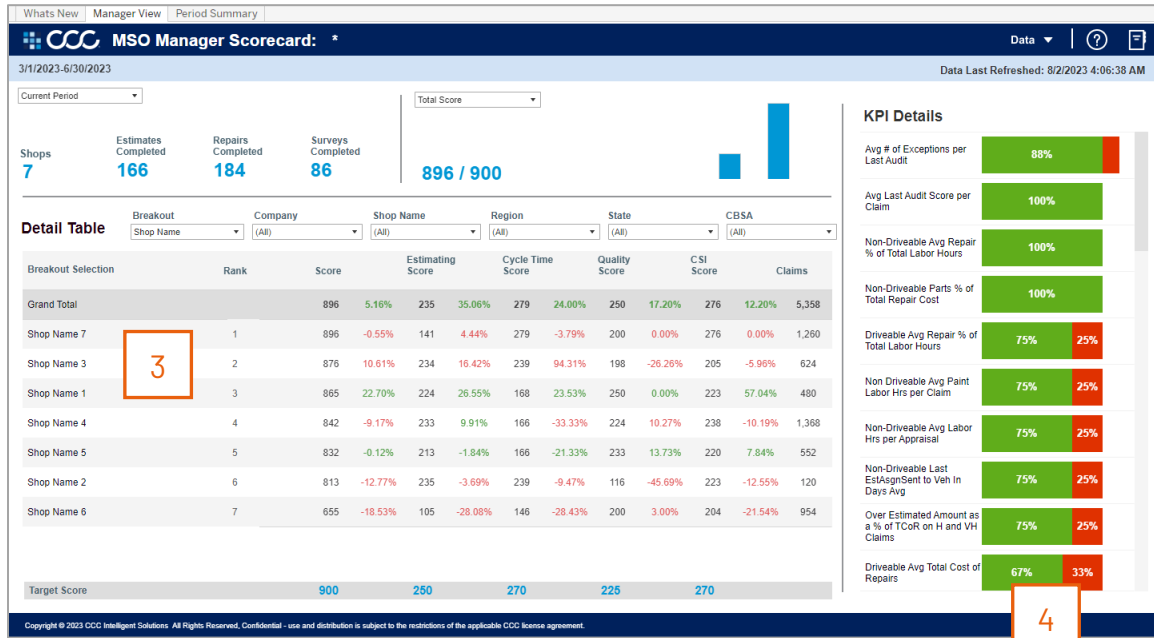 Whats New Manager View Period Summary
CCC MSO Manager Scorecard: *
Data
?
3/1/2023-6/30/2023
Data Last Refreshed: 8/2/2023 4:06:38 AM
Current Period
Total Score
Shops
7
Estimates
Completed
166
Repairs
Completed
184
Surveys
Completed
86
896 / 900
Detail Table
Breakout
Shop Name
Company
(All)
Shop Name
(All)
Region
(All)
State
(All)
CBSA
(All)
Breakout Selection Rank Score Estimating Score Cycle Time Score Quality Score CSI Score Claims
Grand Total 896 5.16% 235 35.06% 279 24.00% 250 17.20% 276 12.20% 5,358
Shop Name 7 1 896 -0.55% 141 4.44% 279 -3.79% 200 0.00% 276 0.00% 1,260
Shop Name 3 2 876 10.61% 234 16.42% 239 94.31% 198 -26.26% 205 -5.96% 624
Shop Name 1 3 865 22.70% 224 26.55% 168 23.53% 250 0.00% 223 57.04% 480
Shop Name 4 4 842 -9.17% 233 9.91% 166 -33.33% 224 10.27% 238 -10.19% 1,368
Shop Name 5 5 832 -0.12% 213 -1.84% 166 -21.33% 233 13.73% 220 7.84% 552
Shop Name 2 6 813 -12.77% 235 -3.69% 239 -9.47% 116 -45.69% 223 -12.55% 120
Shop Name 6 7 655 -18.53% 105 -28.08% 146 -28.43% 200 3.00% 204 -21.54% 954
3
Target Score 900 250 270 225 270
KPI Details
Avg # of Exceptions per
Last Audit
88%
Avg Last Audit Score per
Claim
100%
Non-Driveable Avg Repair
% of Total Labor Hours
100%
Non-Driveable Parts % of
Total Repair Cost
100%
Driveable Avg Repair % of
Total Labor Hours
75% 25%
Non Driveable Avg Paint
Labor Hrs per Claim
75% 25%
Non-Driveable Avg Labor
Hrs per Appraisal
75% 25%
Non-Driveable Last
EstAsgnSent to Veh In
Days Avg
75% 25%
Over Estimated Amount as
a % of TCoR on H and VH
Claims
75% 25%
Driveable Avg Total Cost of
Repairs
67% 33%
4
Copyright © 2023 CCC Intelligent Solutions All Rights Reserved, Confidential - use and distribution is subject to the restrictions of the applicable CCC license agreement.